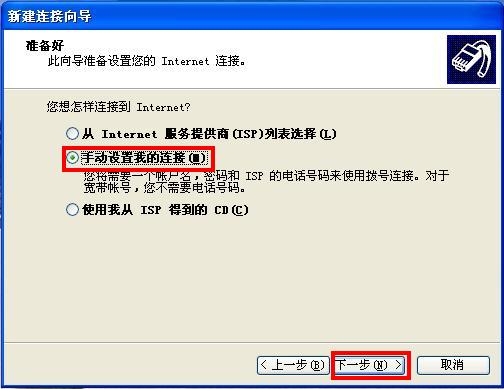 新建连接向导
准备好
此向导准备设置您的 Internet 连接。
您想怎样连接到 Internet?
从 Internet 服务提供商(ISP)列表选择(L)
手动设置我的连接(M)
您将需要一个帐户名，密码和 ISP 的电话号码来使用拨号连接。对于
宽带帐号，您不需要电话号码。
使用我从 ISP 得到的 CD(C)
< 上一步(B) 下一步(N) > 取消